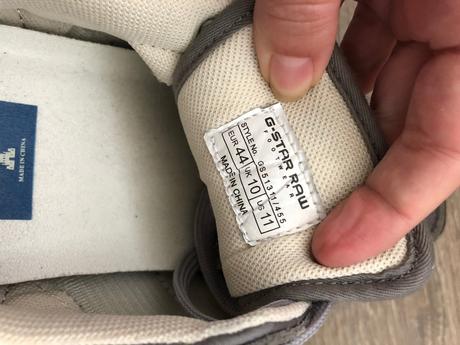 G-STAR RAW
FOOTWEAR
STYLE No. GS51311/455
EUR 44 UK 10 US 11
MADE IN CHINA
MADE IN CHINA